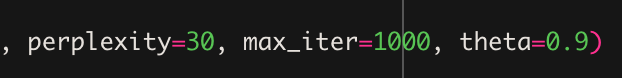 , perplexity=30, max_iter=1000, theta=0.9)